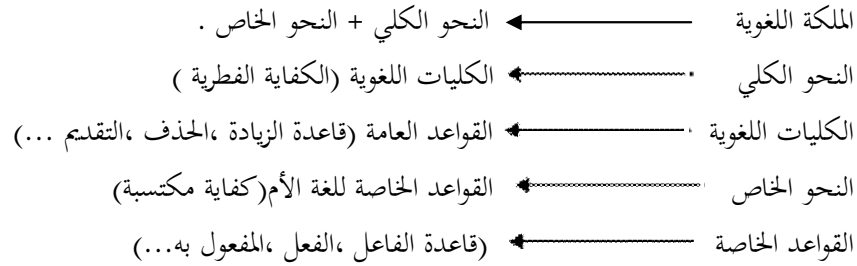 الملكة اللغوية ← النحو الكلي + النحو الخاص .
النحو الكلي ← الكليات اللغوية (الكفاية الفطرية )
الكليات اللغوية ← القواعد العامة (قاعدة الزيادة ،الحذف ،التقديم ...)
النحو الخاص ← القواعد الخاصة للغة الأم(كفاية مكتسبة)
القواعد الخاصة ← (قاعدة الفاعل ،الفعل ،المفعول به...)